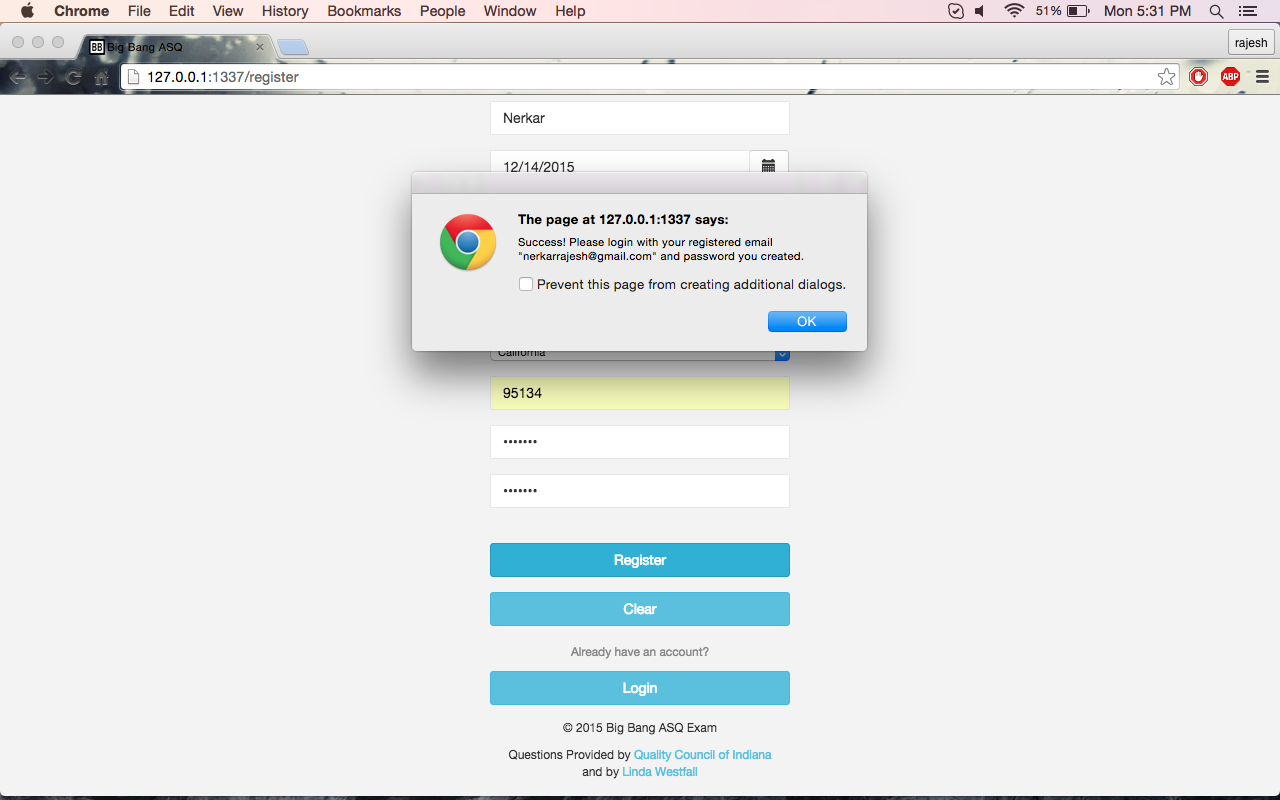 Chrome File Edit View History Bookmarks People Window Help 51% Mon 5:31 PM
BB Big Bang ASQ × rajesh
127.0.0.1:1337/register ABP
Nerkar
12/14/2015
The page at 127.0.0.1:1337 says:
Success! Please login with your registered email
"nerkarrajesh@gmail.com" and password you created.
Prevent this page from creating additional dialogs.
OK
California
95134
•••••••
•••••••
Register
Clear
Already have an account?
Login
© 2015 Big Bang ASQ Exam
Questions Provided by Quality Council of Indiana
and by Linda Westfall